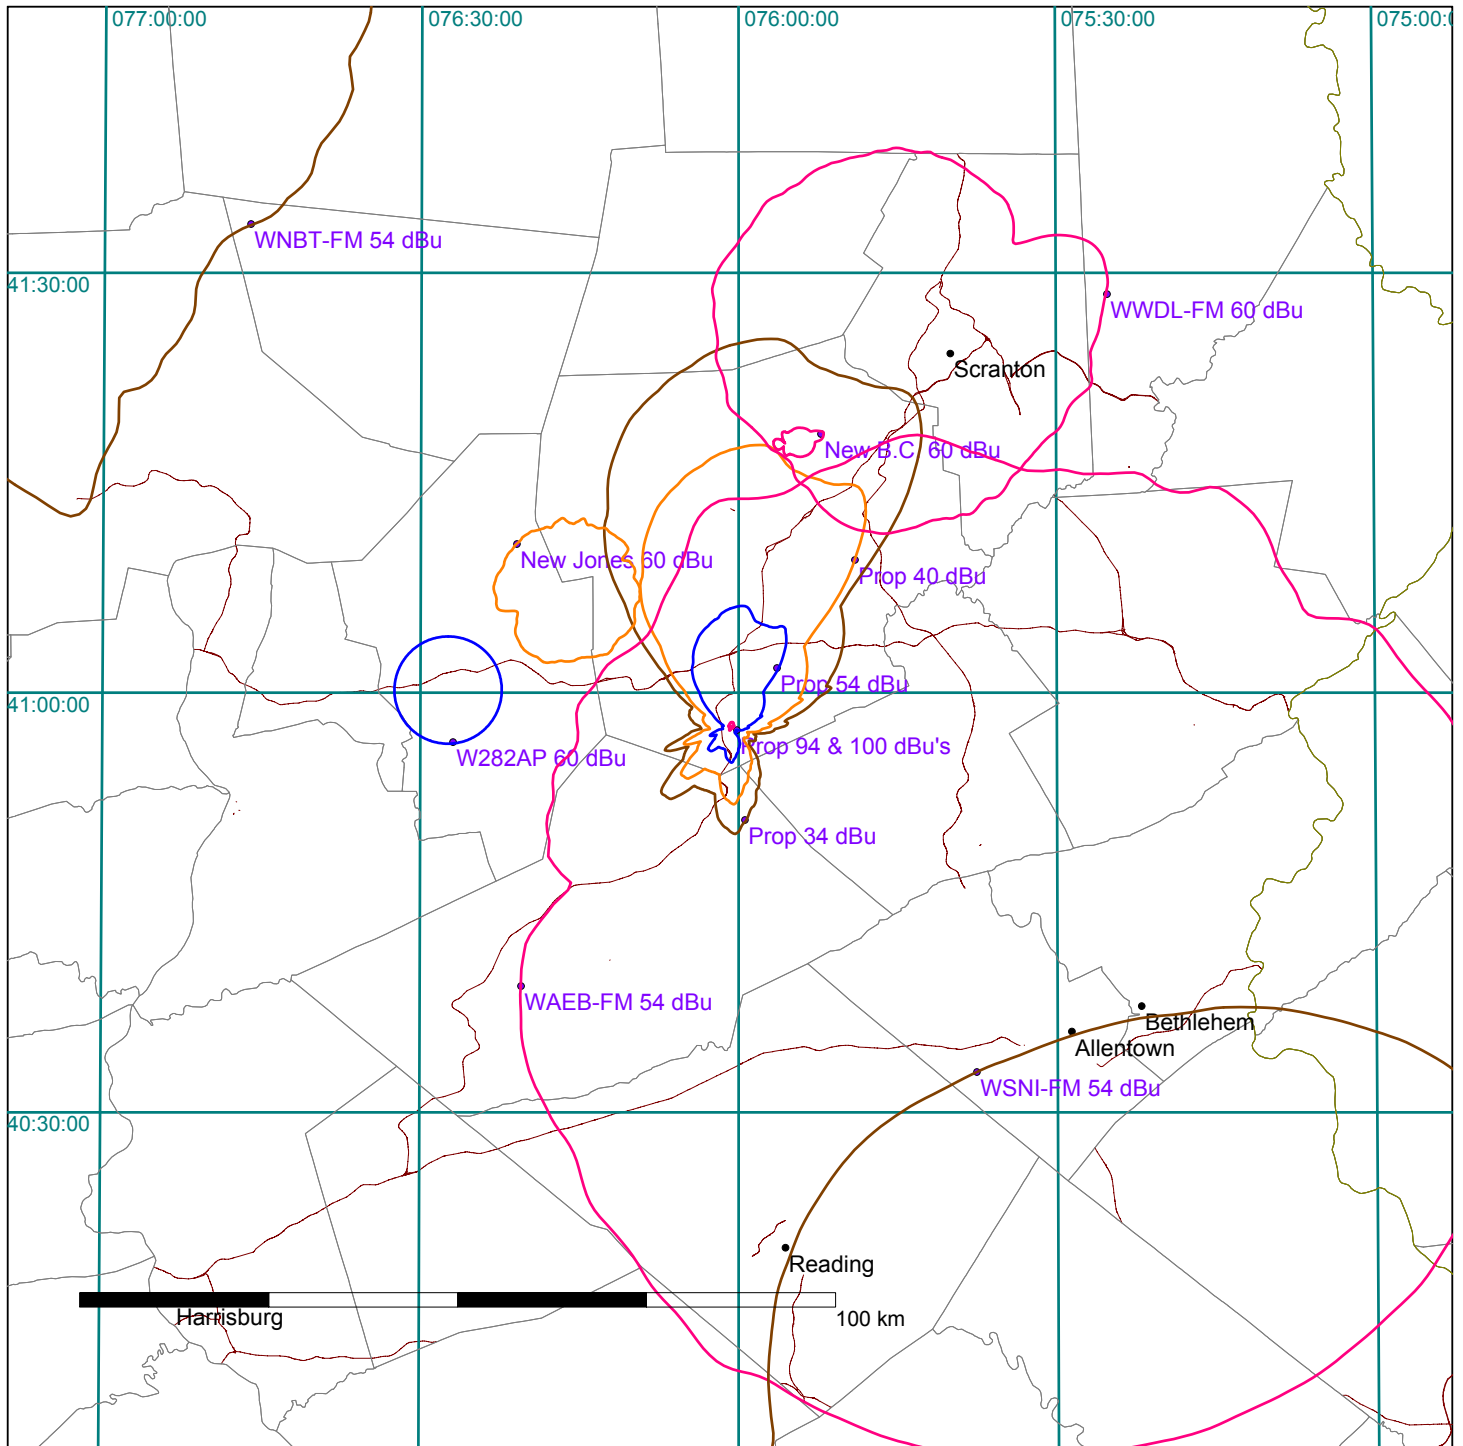 077:00:00
076:30:00
076:00:00
075:30:00
075:00:0
WNBT-FM 54 dBu
41:30:00
WWDL-FM 60 dBu
Scranton
New B.C 60 dBu
New Jones 60 dBu
Prop 40 dBu
Prop 54 dBu
41:00:00
W282AP 60 dBu
Prop 94 & 100 dBu's
Prop 34 dBu
WAEB-FM 54 dBu
Bethlehem
Allentown
WSNI-FM 54 dBu
40:30:00
Reading
Harrisburg
100 km